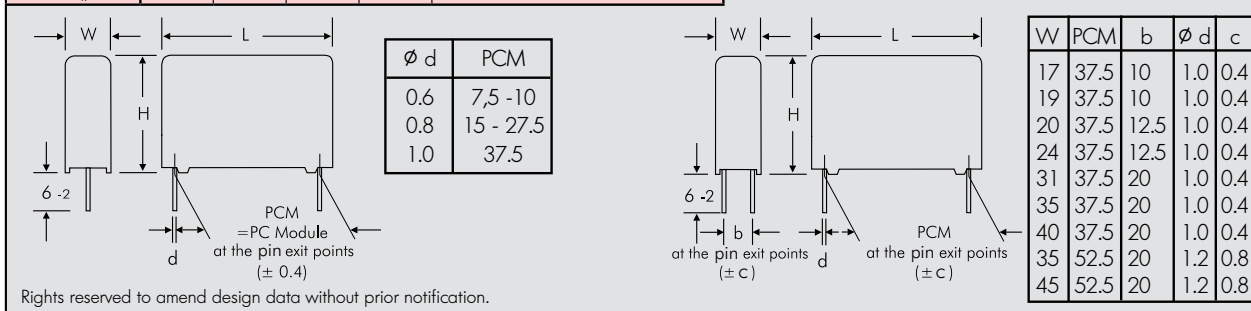 W
L
H
6 -2
d
PCM
=PC Module
at the pin exit points
(± 0.4)
Ø d PCM
0.6 7,5 -10
0.8 15 - 27.5
1.0 37.5
W
L
H
6 -2
b
at the pin exit points
(± c)
d
PCM
at the pin exit points
(± c)
W PCM b Ø d c
17 37.5 10 1.0 0.4
19 37.5 10 1.0 0.4
20 37.5 12.5 1.0 0.4
24 37.5 12.5 1.0 0.4
31 37.5 20 1.0 0.4
35 37.5 20 1.0 0.4
40 37.5 20 1.0 0.4
35 52.5 20 1.2 0.8
45 52.5 20 1.2 0.8
Rights reserved to amend design data without prior notification.